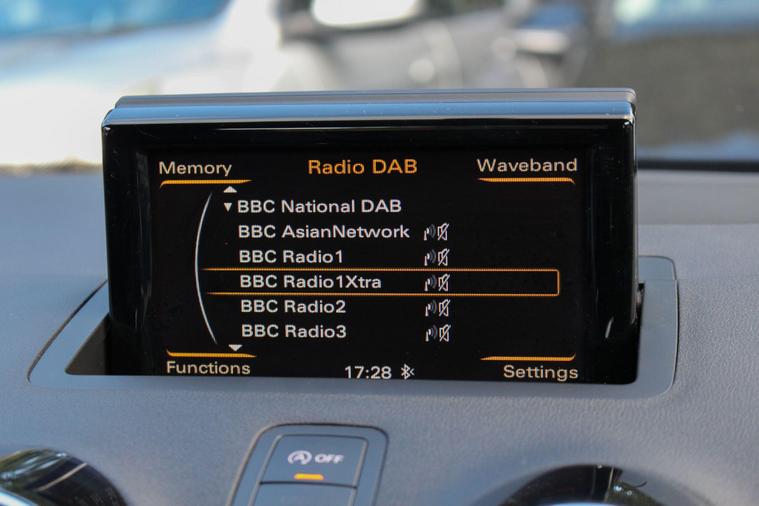 Memory Radio DAB Waveband
BBC National DAB
BBC AsianNetwork
BBC Radio1
BBC Radio1Xtra
BBC Radio2
BBC Radio3
Functions 17:28 Settings
A OFF